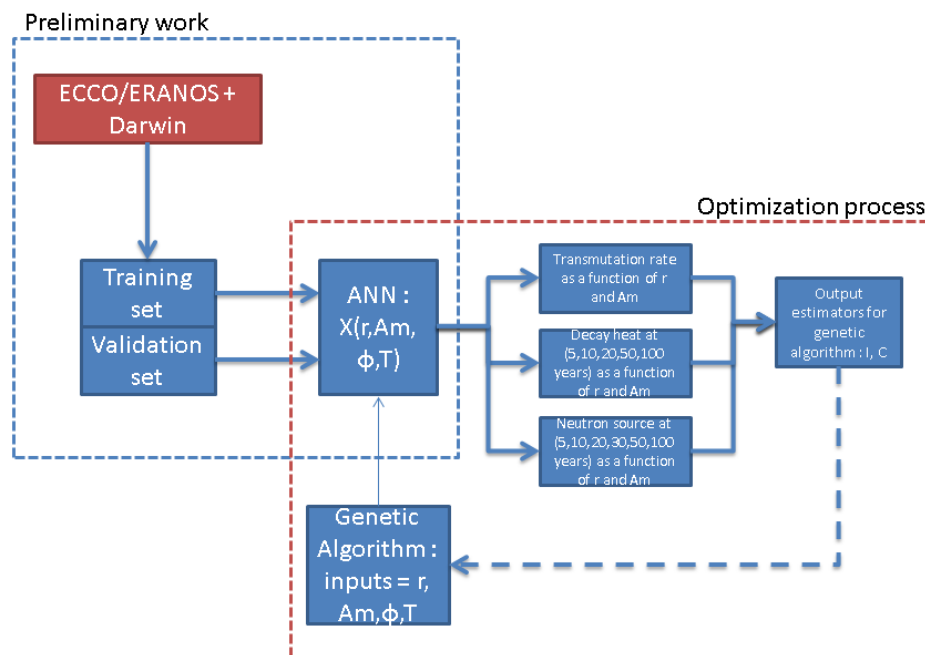 Preliminary work
ECCO/ERANOS +
Darwin
Optimization process
Training
set
Validation
set
ANN :
X(r,Am,
ϕ,T)
Transmutation rate
as a function of r
and Am
Decay heat at
(5,10,20,50,100
years) as a function
of r and Am
Neutron source at
(5,10,20,30,50,100
years) as a function
of r and Am
Output
estimators for
genetic
algorithm : I, C
Genetic
Algorithm :
inputs = r,
Am,ϕ,T